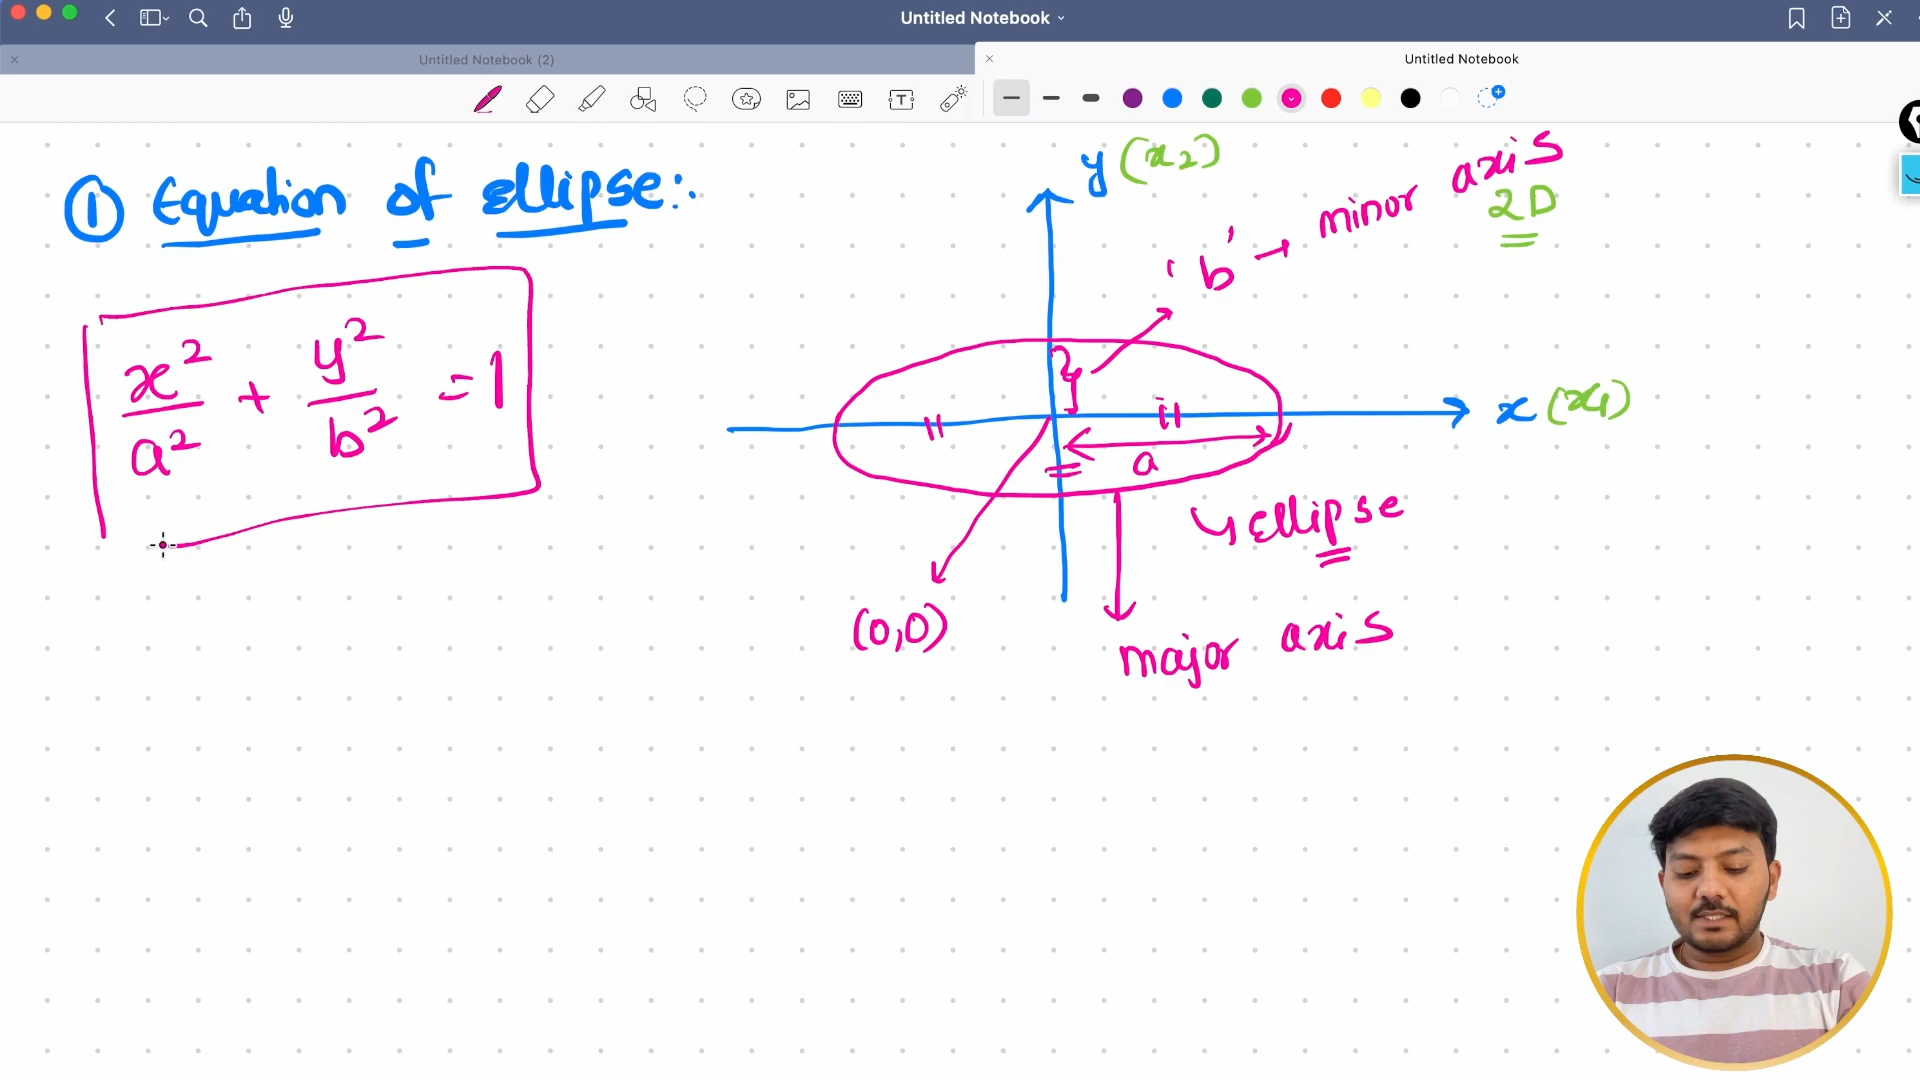 Untitled Notebook
Untitled Notebook (2)
Untitled Notebook
① Equation of ellipse:
x²/a² + y²/b² = 1
y (x2)
'b' → minor axis
2D
x (x1)
a
ellipse
(0,0)
major axis